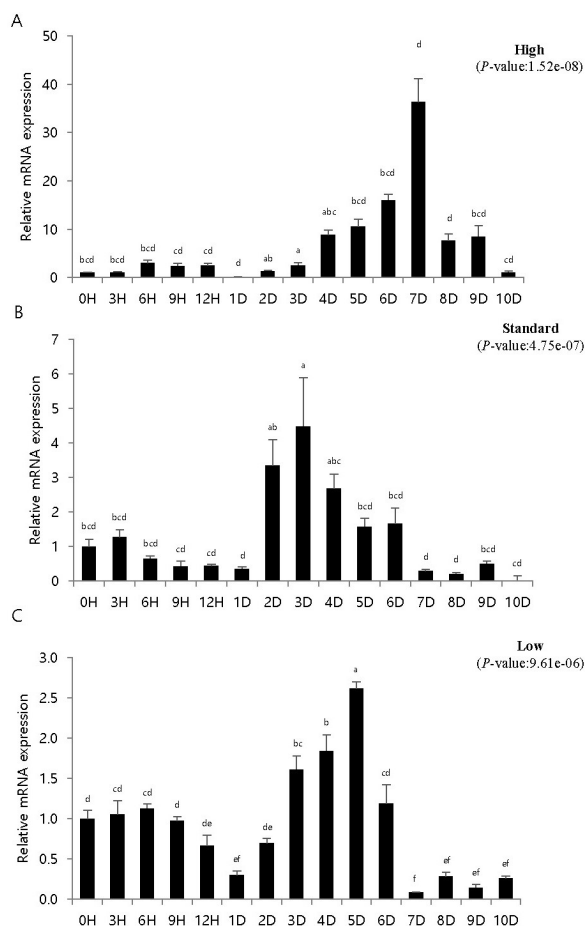 A
High
(P-value:1.52e-08)
Relative mRNA expression
50
40
30
20
10
0
bcd bcd bcd cd cd d ab a abc bcd bcd d d bcd cd
0H 3H 6H 9H 12H 1D 2D 3D 4D 5D 6D 7D 8D 9D 10D
B
Standard
(P-value:4.75e-07)
Relative mRNA expression
7
6
5
4
3
2
1
0
bcd bcd bcd cd cd d ab a abc bcd bcd d d bcd cd
0H 3H 6H 9H 12H 1D 2D 3D 4D 5D 6D 7D 8D 9D 10D
C
Low
(P-value:9.61e-06)
Relative mRNA expression
3.0
2.5
2.0
1.5
1.0
0.5
0.0
d cd cd d de ef de bc b a cd f ef ef ef
0H 3H 6H 9H 12H 1D 2D 3D 4D 5D 6D 7D 8D 9D 10D